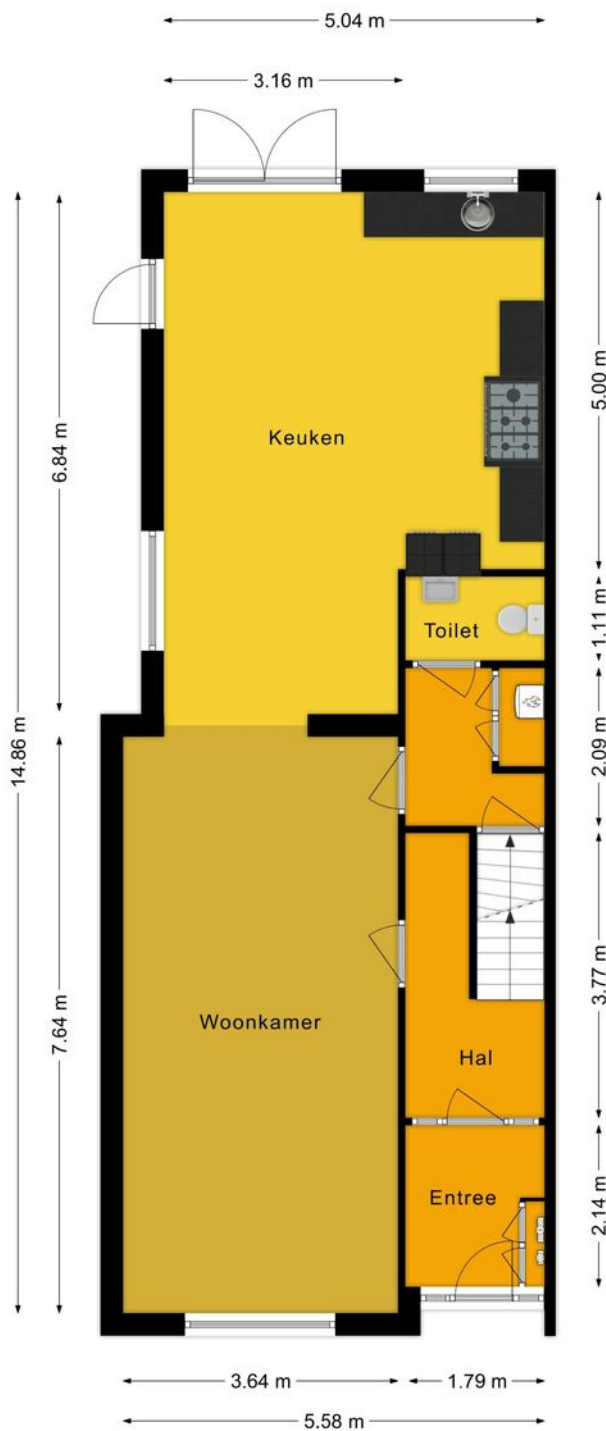 5.04 m
3.16 m
14.86 m
6.84 m
5.00 m
Keuken
Toilet
1.11 m
2.09 m
7.64 m
Woonkamer
3.77 m
Hal
Entree
2.14 m
3.64 m
1.79 m
5.58 m